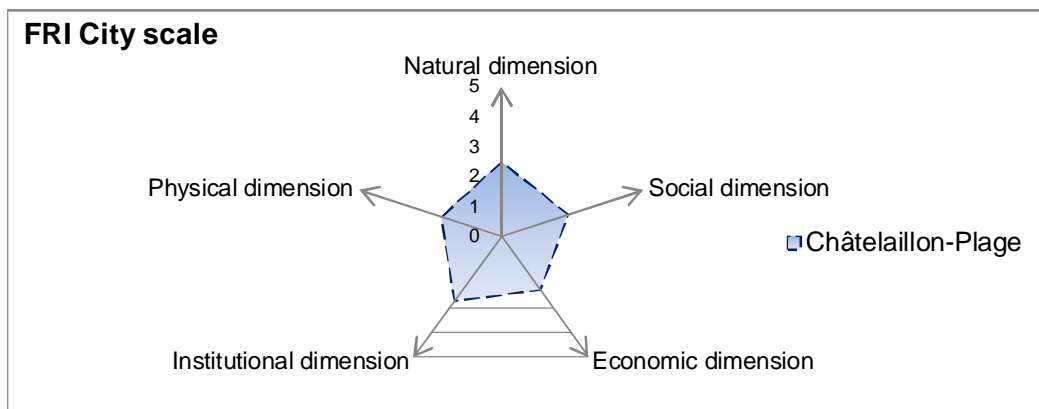 FRI City scale
Natural dimension
5
4
3
2
1
0
Physical dimension
Social dimension
Châtelaillon-Plage
Institutional dimension
Economic dimension